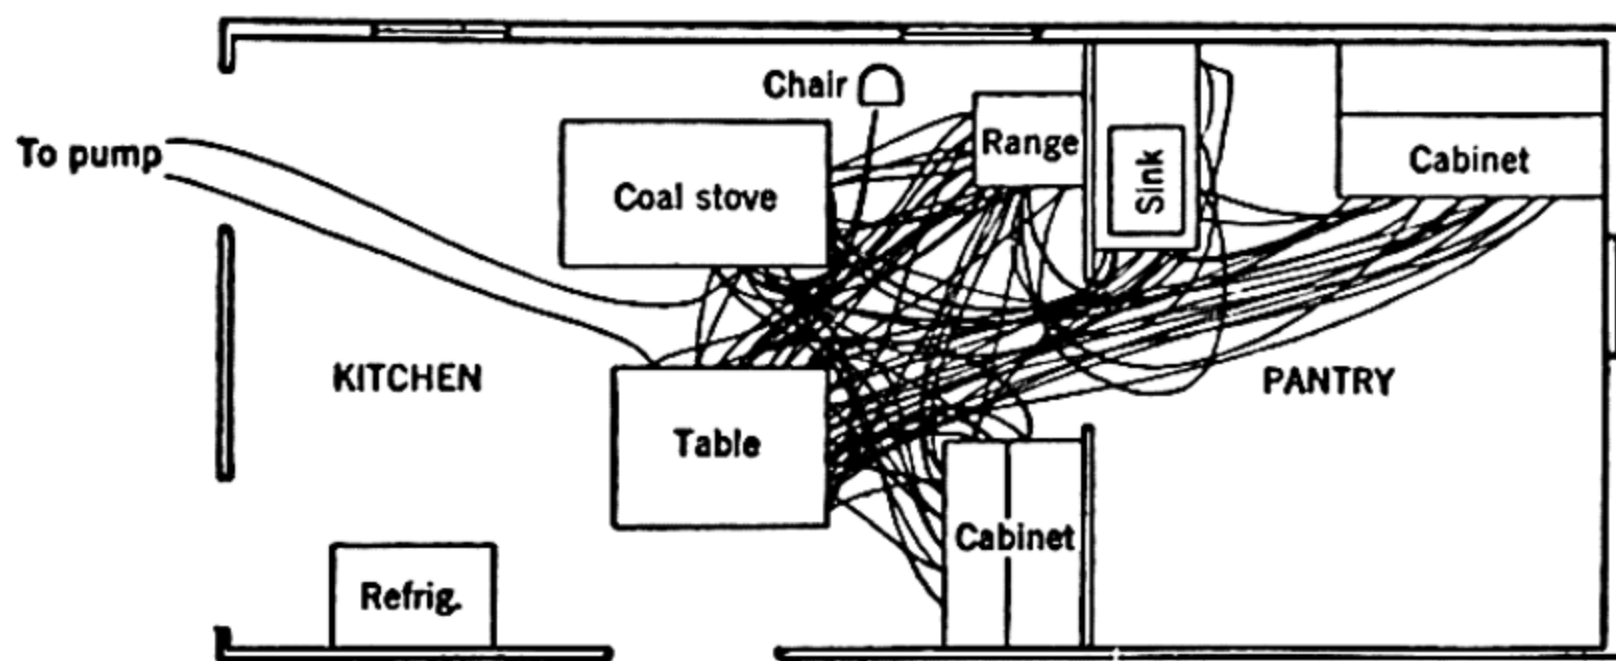 Chair
To pump
Coal stove
Range
Sink
Cabinet
KITCHEN
PANTRY
Table
Cabinet
Refrig.